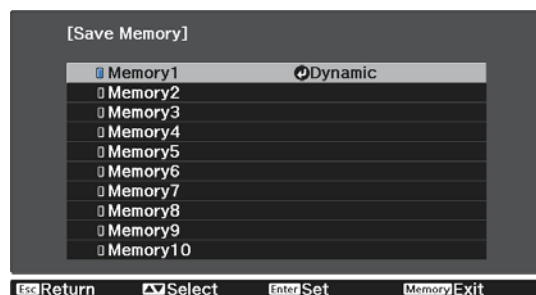 [Save Memory]
Memory1 Dynamic
Memory2
Memory3
Memory4
Memory5
Memory6
Memory7
Memory8
Memory9
Memory10
Esc Return Select Enter Set Memory Exit